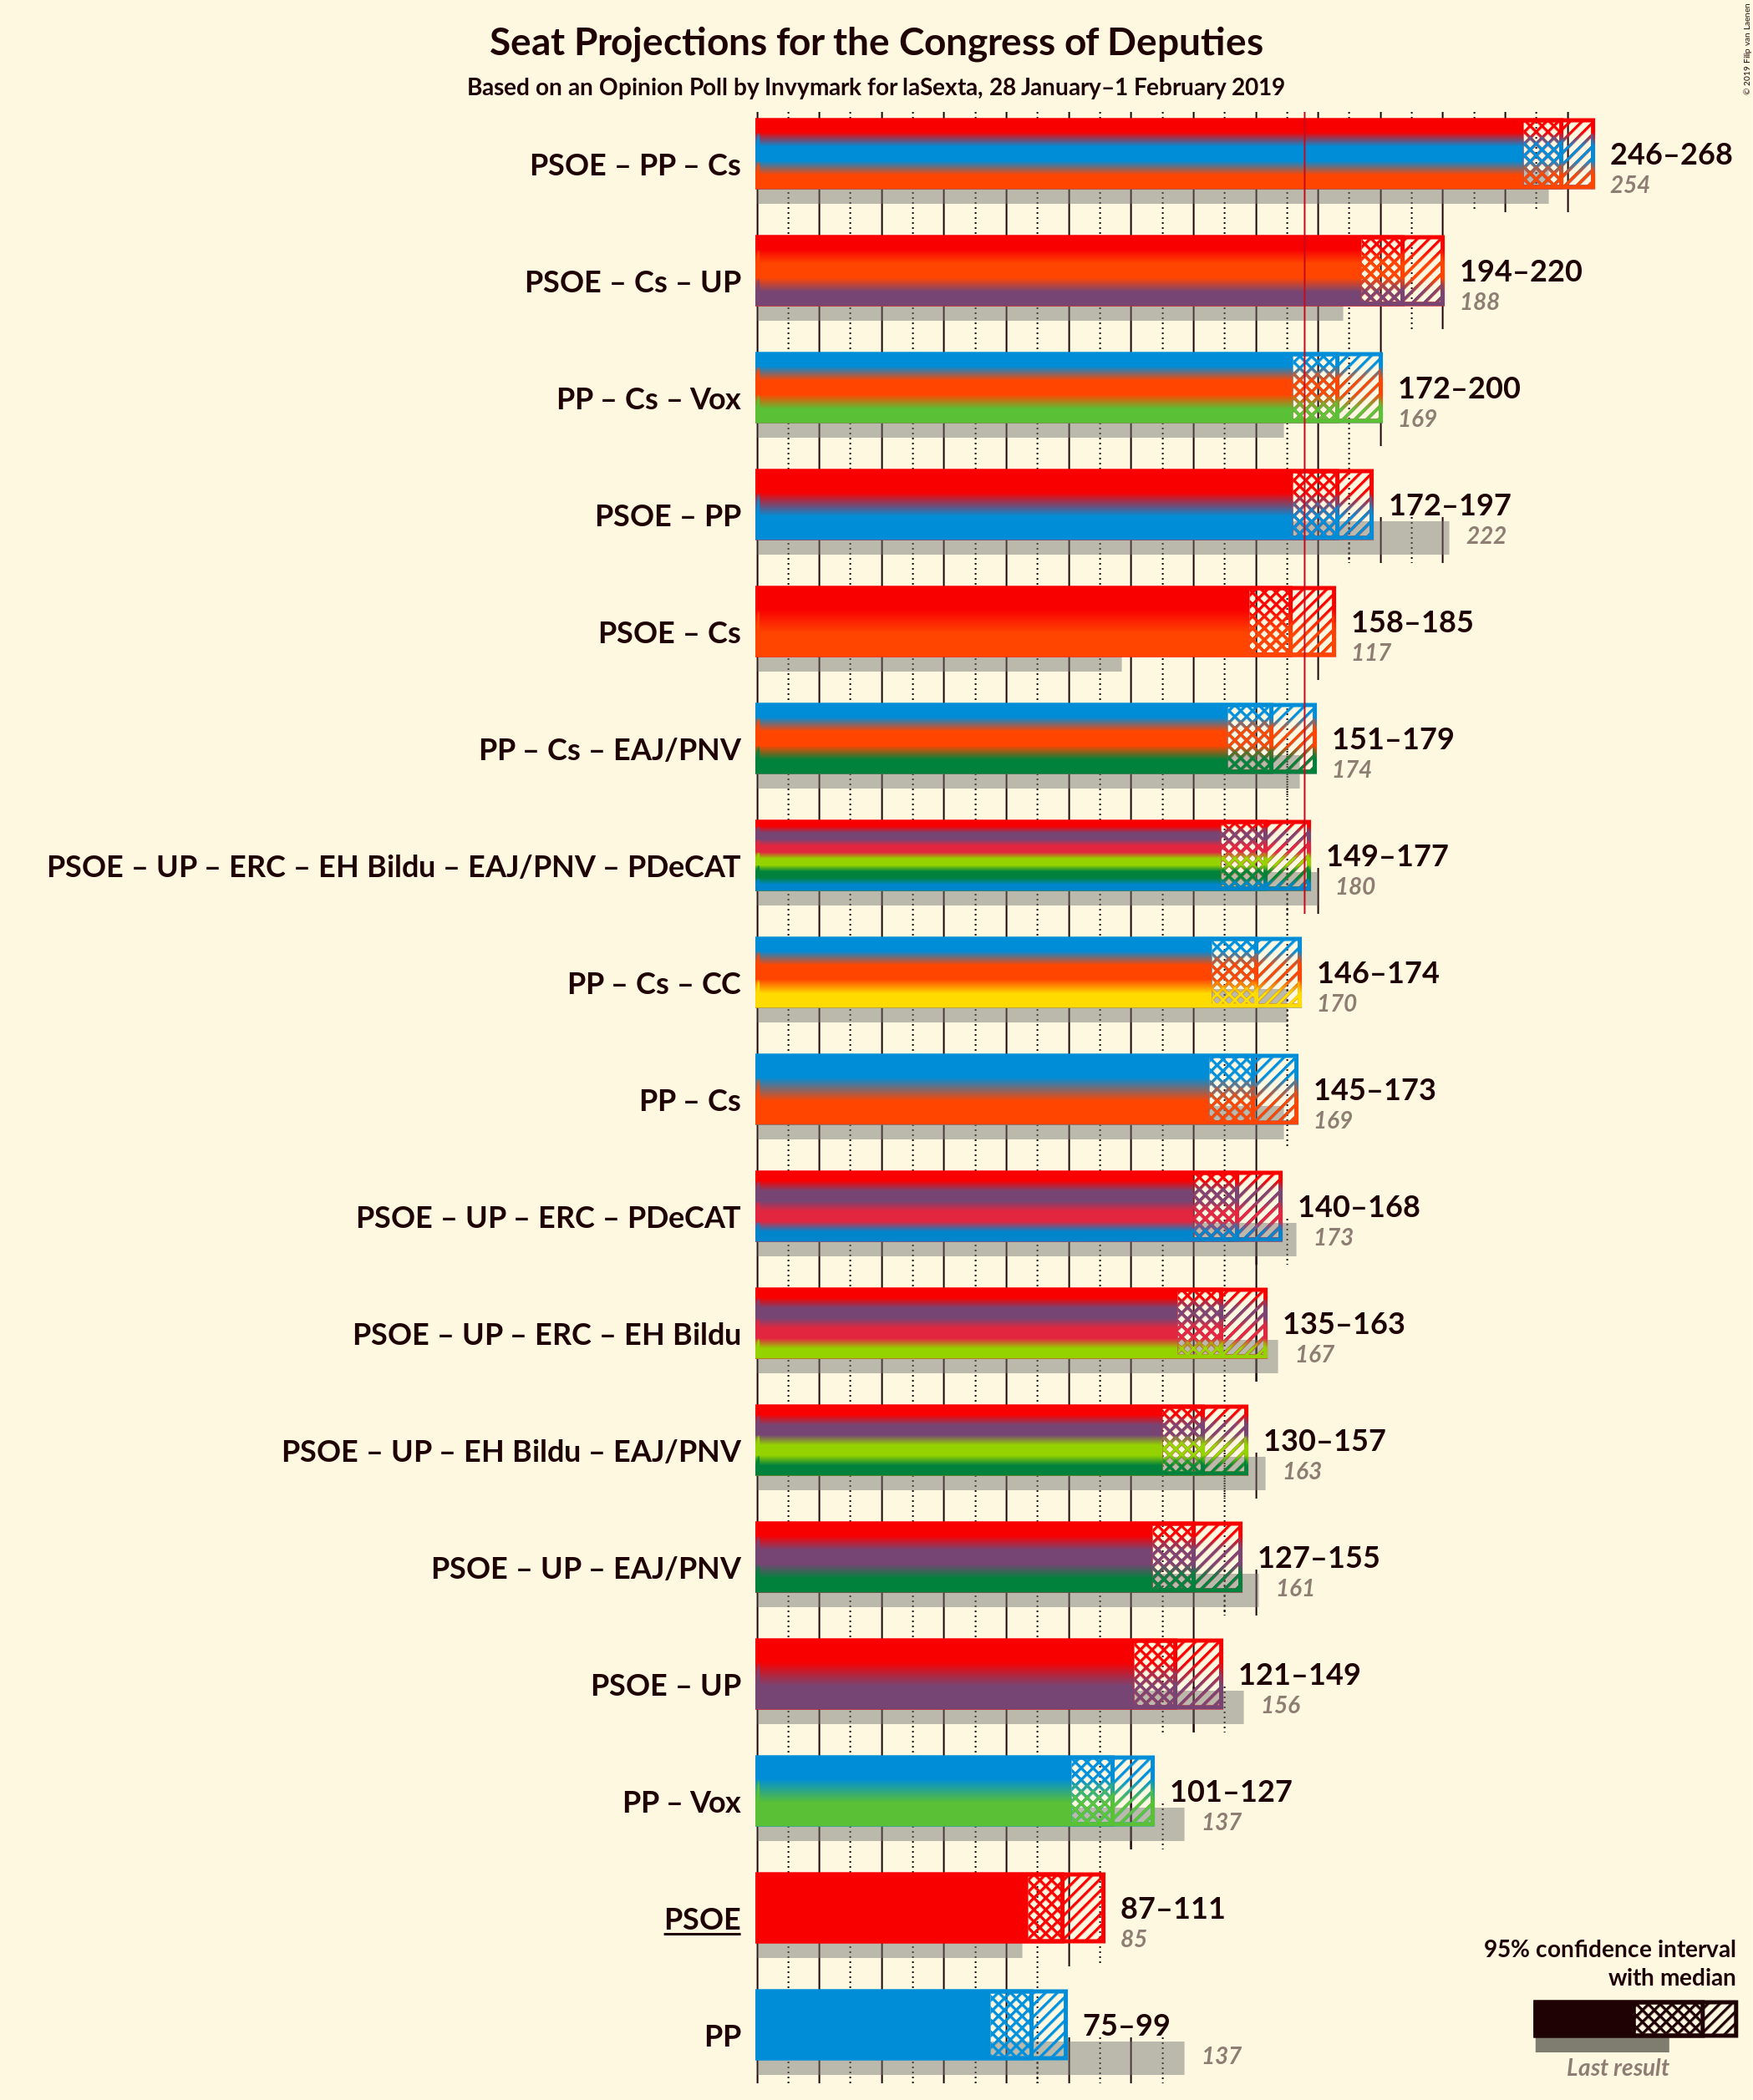 Seat Projections for the Congress of Deputies
Based on an Opinion Poll by Invymark for laSexta, 28 January–1 February 2019
© 2019 Filip van Laenen
PSOE – PP – Cs
246–268
254
PSOE – Cs – UP
194–220
188
PP – Cs – Vox
172–200
169
PSOE – PP
172–197
222
PSOE – Cs
158–185
117
PP – Cs – EAJ/PNV
151–179
174
PSOE – UP – ERC – EH Bildu – EAJ/PNV – PDeCAT
149–177
180
PP – Cs – CC
146–174
170
PP – Cs
145–173
169
PSOE – UP – ERC – PDeCAT
140–168
173
PSOE – UP – ERC – EH Bildu
135–163
167
PSOE – UP – EH Bildu – EAJ/PNV
130–157
163
PSOE – UP – EAJ/PNV
127–155
161
PSOE – UP
121–149
156
PP – Vox
101–127
137
PSOE
87–111
85
PP
75–99
137
95% confidence interval
with median
Last result